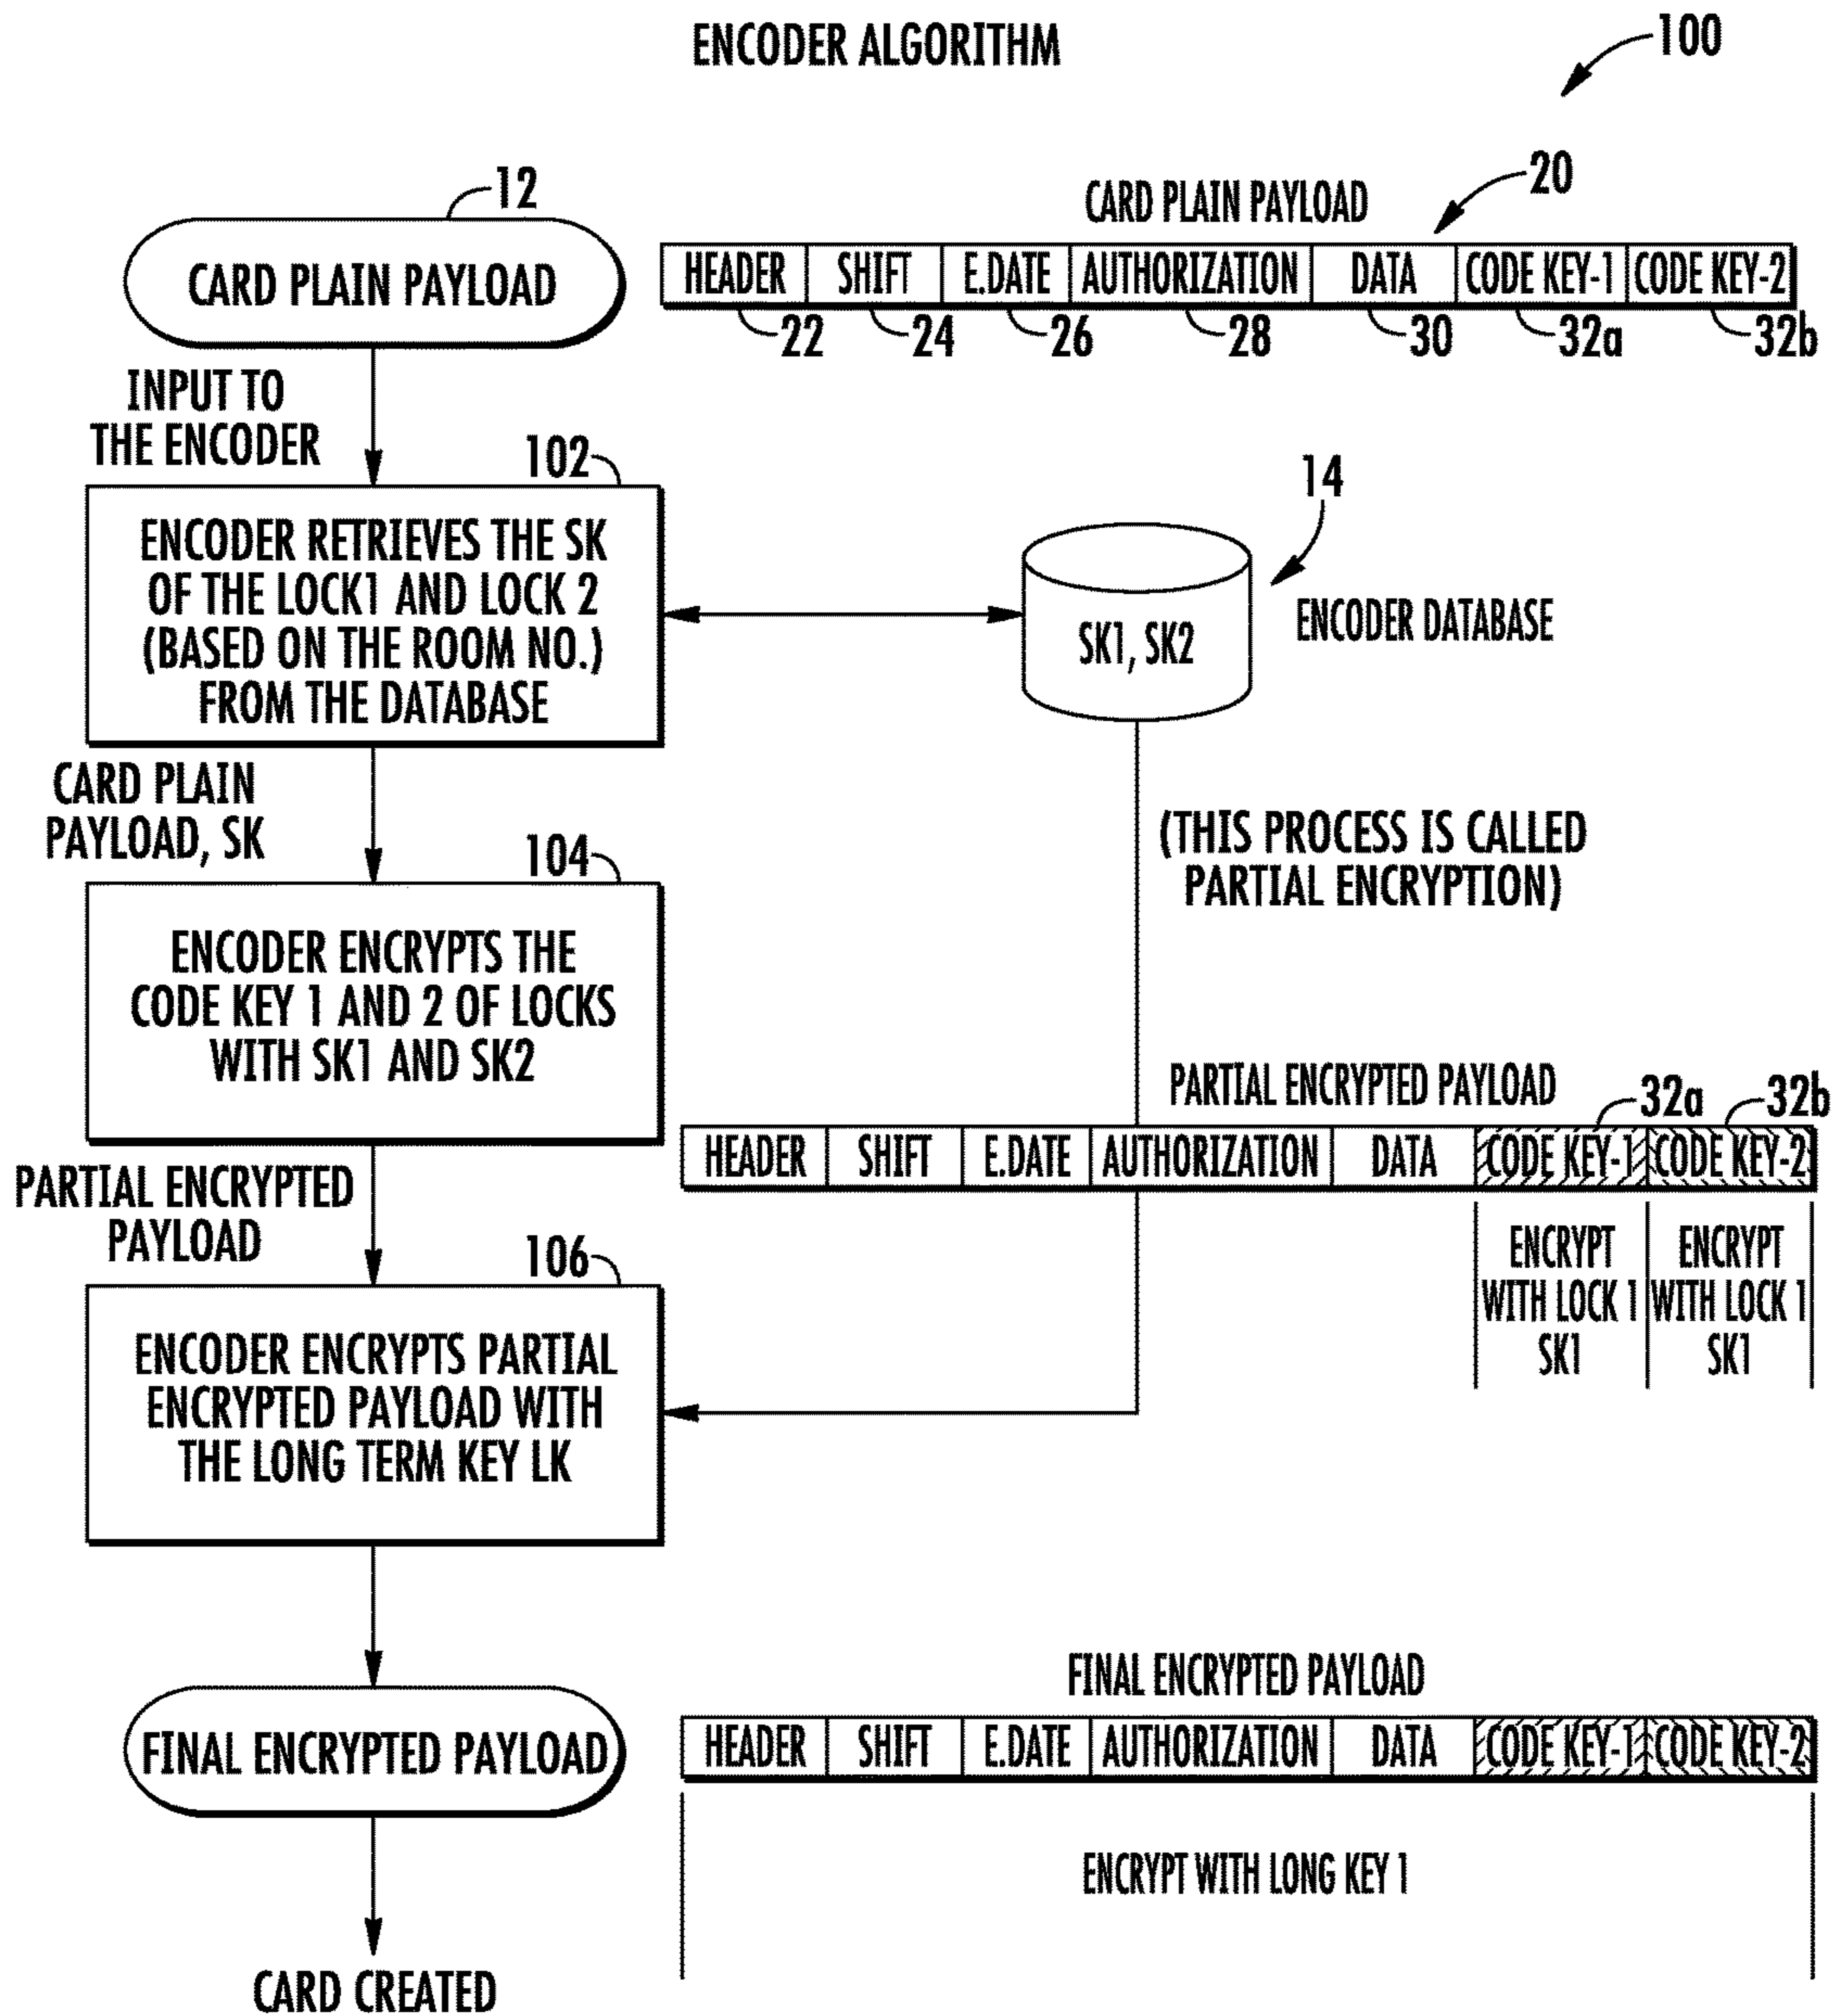 ENCODER ALGORITHM
100
12
CARD PLAIN PAYLOAD
CARD PLAIN PAYLOAD
20
HEADER SHIFT E.DATE AUTHORIZATION DATA CODE KEY-1 CODE KEY-2
22 24 26 28 30 32a 32b
INPUT TO
THE ENCODER
102
ENCODER RETRIEVES THE SK
OF THE LOCK1 AND LOCK 2
(BASED ON THE ROOM NO.)
FROM THE DATABASE
14
SK1, SK2
ENCODER DATABASE
CARD PLAIN
PAYLOAD, SK
(THIS PROCESS IS CALLED
PARTIAL ENCRYPTION)
104
ENCODER ENCRYPTS THE
CODE KEY 1 AND 2 OF LOCKS
WITH SK1 AND SK2
PARTIAL ENCRYPTED PAYLOAD
32a 32b
HEADER SHIFT E.DATE AUTHORIZATION DATA CODE KEY-1 CODE KEY-2
ENCRYPT
WITH LOCK 1
SK1
ENCRYPT
WITH LOCK 1
SK1
PARTIAL ENCRYPTED
PAYLOAD
106
ENCODER ENCRYPTS PARTIAL
ENCRYPTED PAYLOAD WITH
THE LONG TERM KEY LK
FINAL ENCRYPTED PAYLOAD
FINAL ENCRYPTED PAYLOAD
HEADER SHIFT E.DATE AUTHORIZATION DATA CODE KEY-1 CODE KEY-2
ENCRYPT WITH LONG KEY 1
CARD CREATED